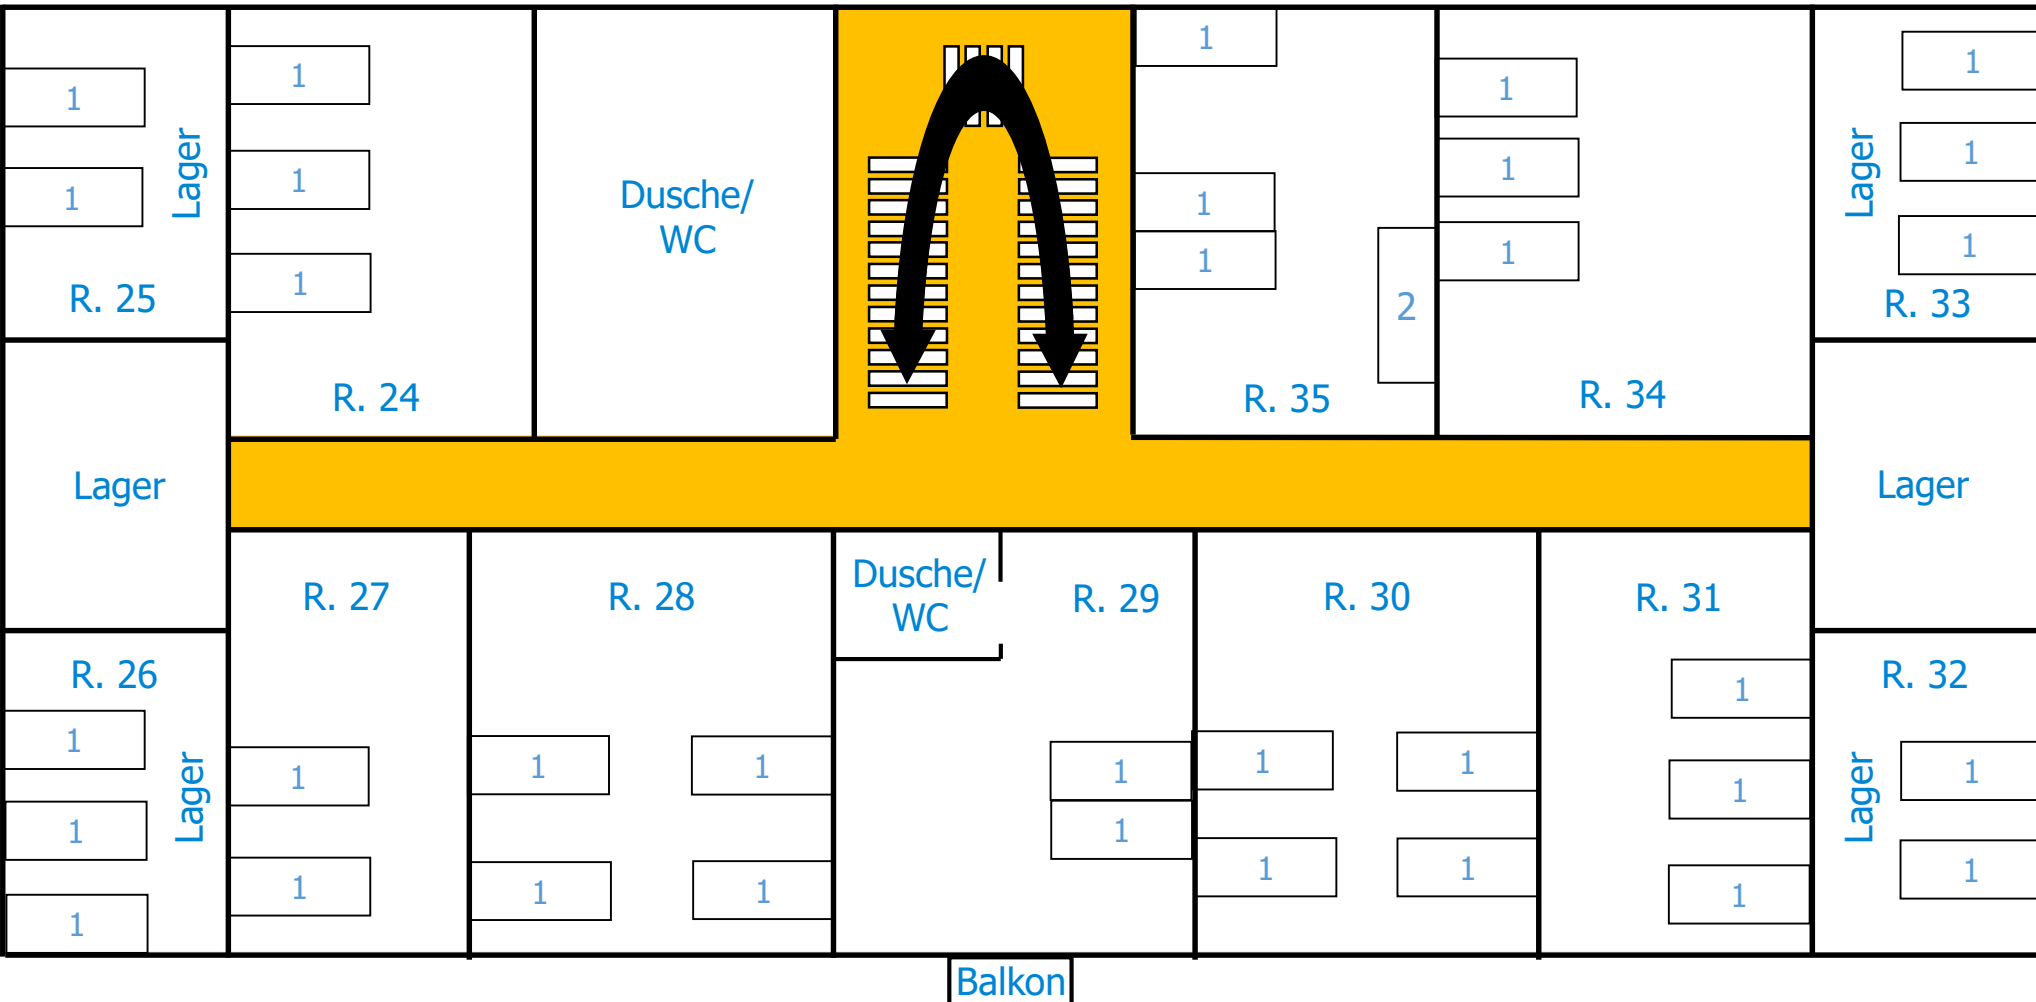 1
1
Lager
R. 25
1
1
1
R. 24
Dusche/
WC
1
1
1
2
R. 35
1
1
1
R. 34
1
1
1
Lager
R. 33
Lager
Lager
R. 26
1
1
1
Lager
R. 27
1
1
R. 28
1
1
1
1
Dusche/
WC
R. 29
1
1
R. 30
1
1
1
1
R. 31
1
1
1
R. 32
1
1
Lager
Balkon